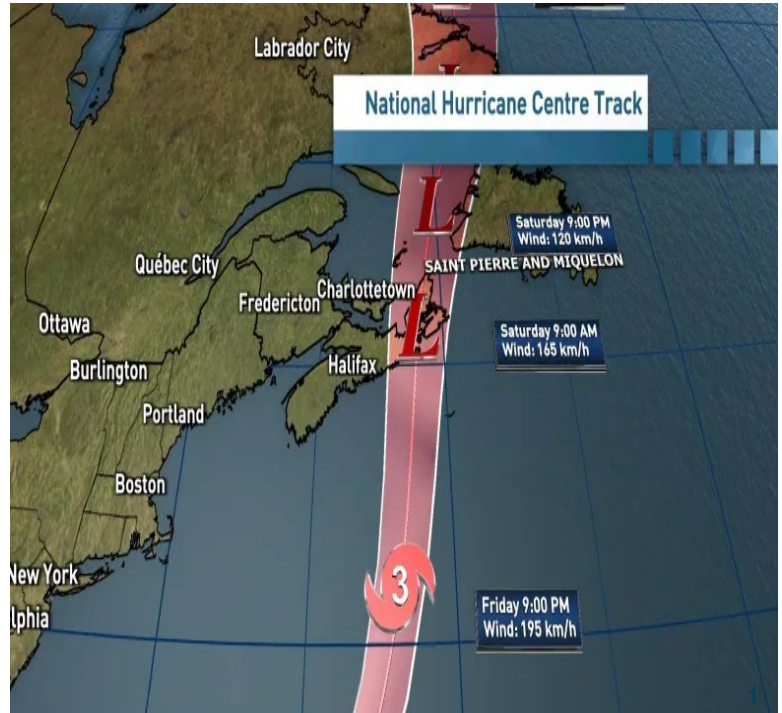 Labrador City
National Hurricane Centre Track
L
Saturday 9:00 PM
Wind: 120 km/h
SAINT PIERRE AND MIQUELON
Québec City
Charlottetown
Fredericton
L
Saturday 9:00 AM
Wind: 165 km/h
Ottawa
Halifax
Burlington
Portland
Boston
3
New York
Friday 9:00 PM
Wind: 195 km/h
lphia
1